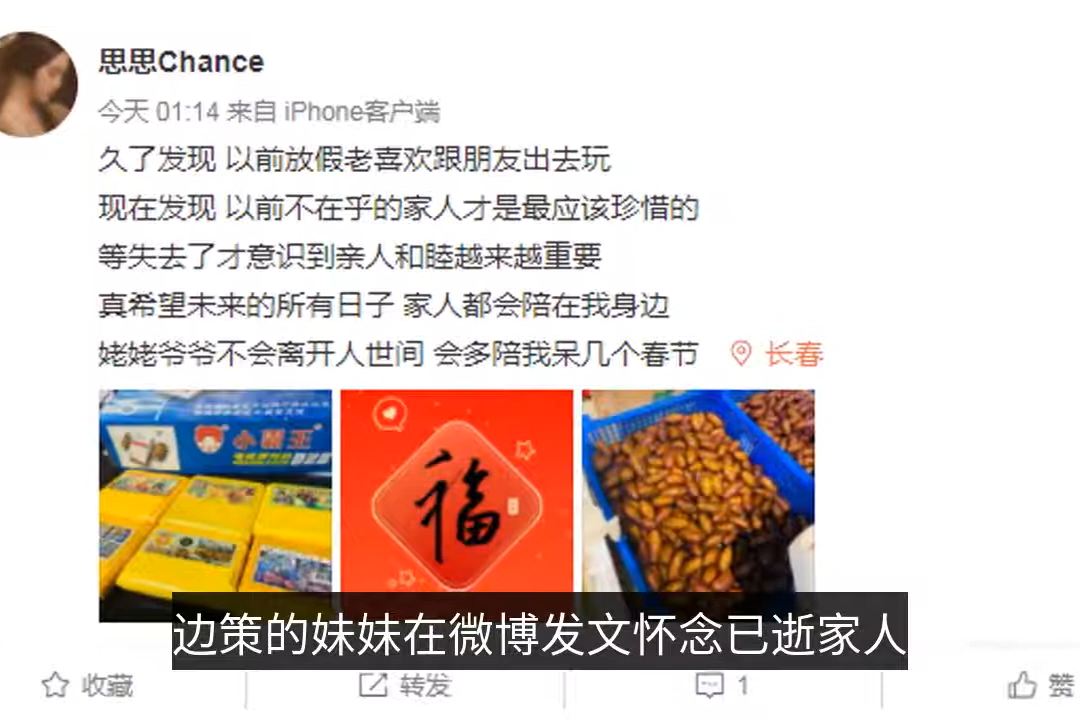 思思Chance
今天 01:14 来自 iPhone客户端
久了发现 以前放假老喜欢跟朋友出去玩
现在发现 以前不在乎的家人才是最应该珍惜的
等失去了才意识到亲人和睦越来越重要
真希望未来的所有日子 家人都会陪在我身边
姥姥爷爷不会离开人世间 会多陪我呆几个春节 长春
小霸王
福
边策的妹妹在微博发文怀念已逝家人
收藏 转发 1 赞